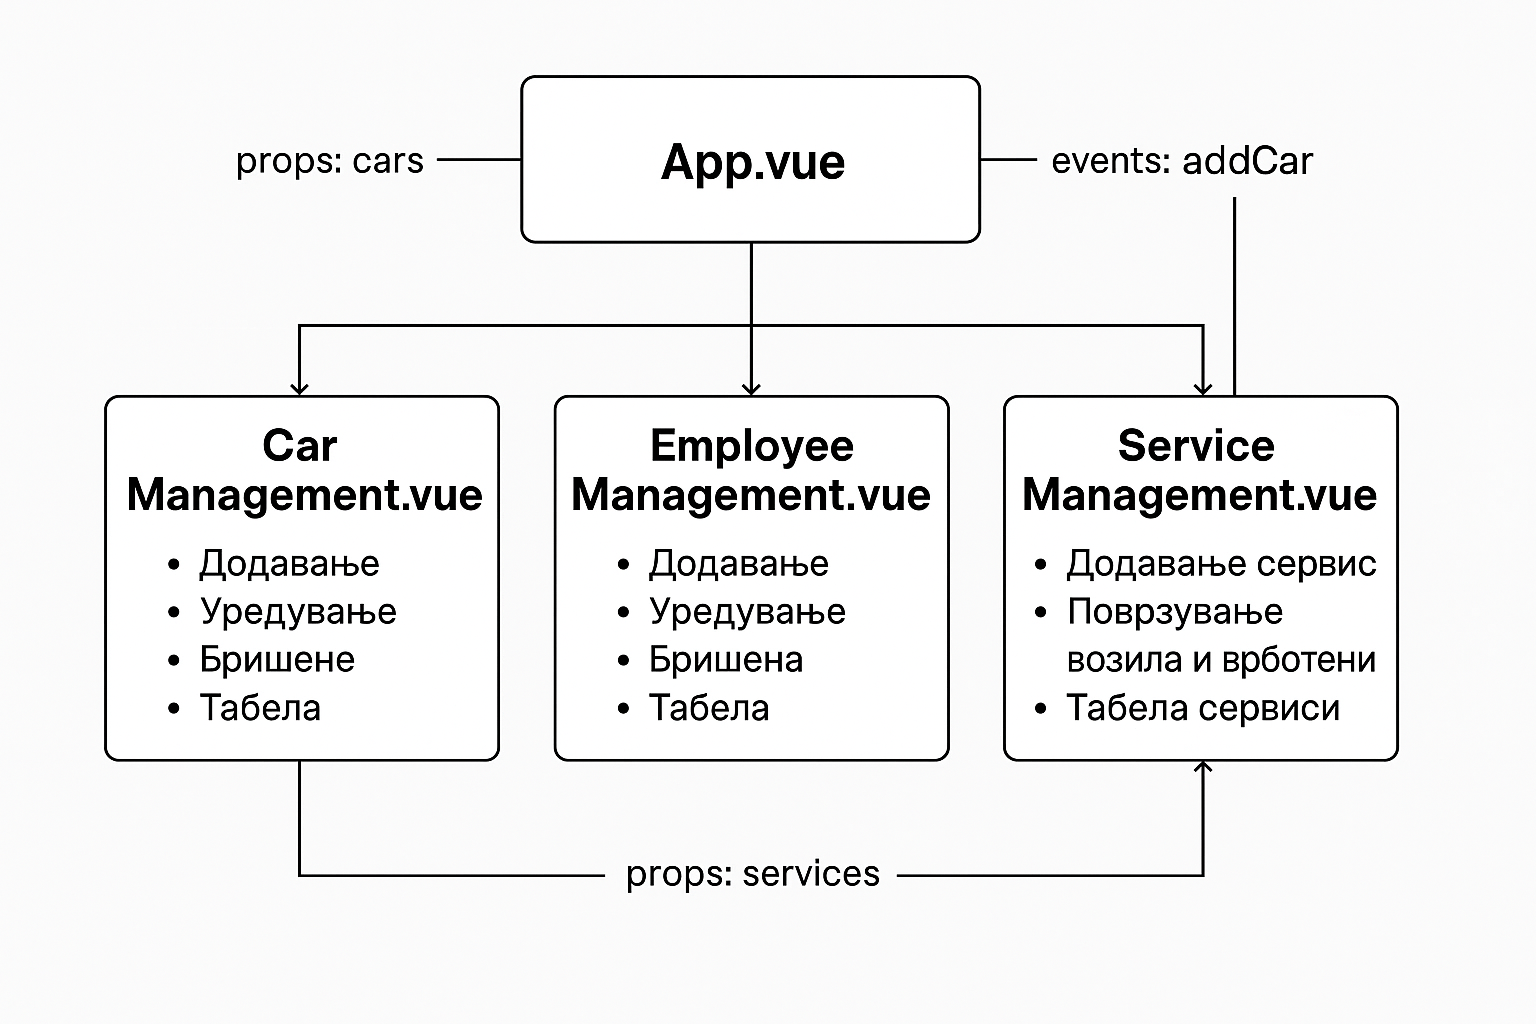 App.vue
props: cars
events: addCar
Car
Management.vue
• Додавање
• Уредување
• Бришене
• Табела
Employee
Management.vue
• Додавање
• Уредување
• Бришена
• Табела
Service
Management.vue
• Додавање сервис
• Поврзување
возила и врботени
• Табела сервиси
props: services